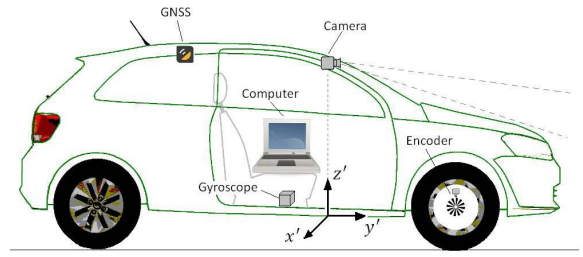 GNSS
Camera
Computer
Encoder
Gyroscope
z′
x′
y′